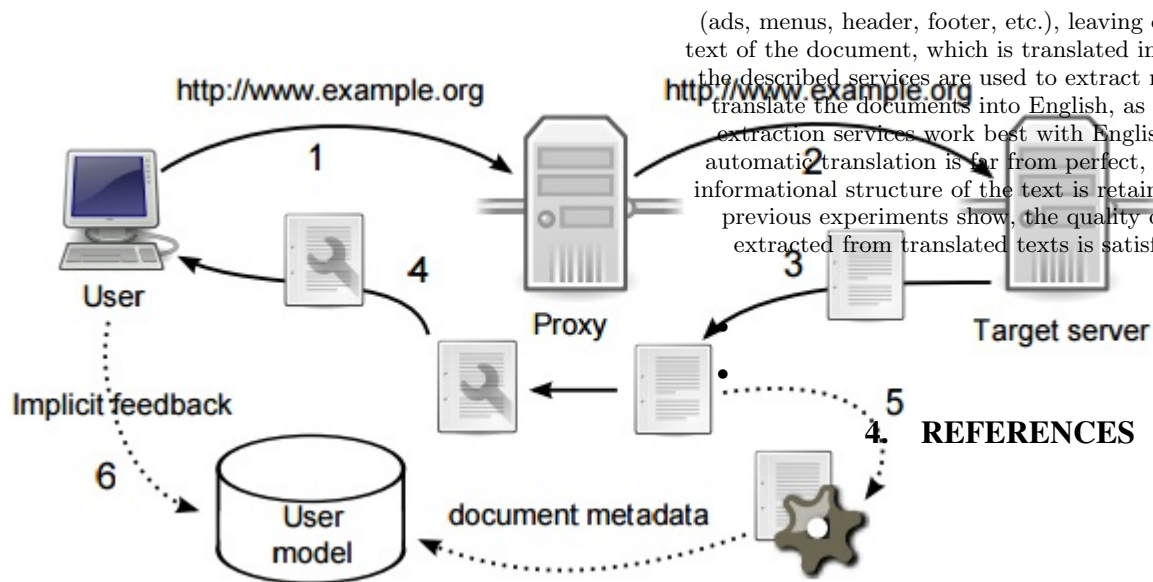 (ads, menus, header, footer, etc.), leaving
text of the document, which is translated
the described services are used to extract
translate the documents into English, as
extraction services work best with
automatic translation is far from perfect,
informational structure of the text is
previous experiments show, the quality
extracted from translated texts is
http://www.example.org
http://www.example.org
1
2
3
4
User
Proxy
Target server
Implicit feedback
5
4. REFERENCES
6
User
model
document metadata